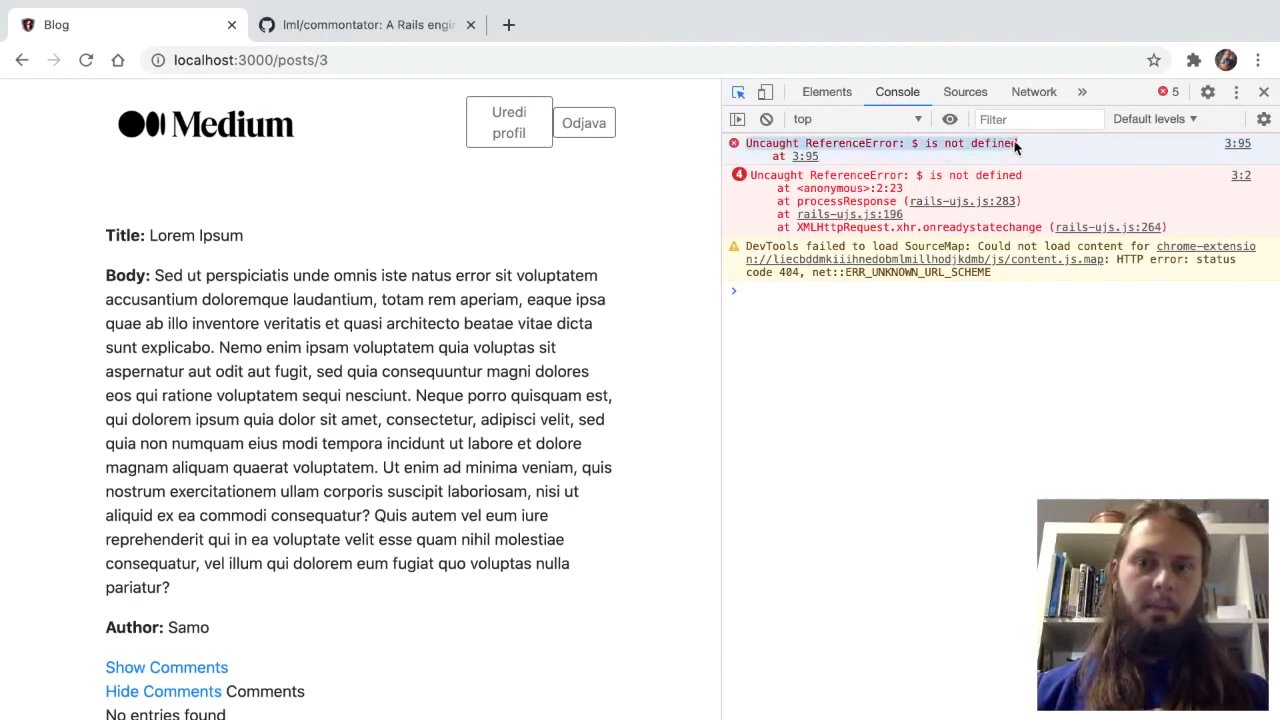 Blog
lml/commontator: A Rails engi
localhost:3000/posts/3
Medium
Uredi profil
Odjava
Title: Lorem Ipsum
Body: Sed ut perspiciatis unde omnis iste natus error sit voluptatem
accusantium doloremque laudantium, totam rem aperiam, eaque ipsa
quae ab illo inventore veritatis et quasi architecto beatae vitae dicta
sunt explicabo. Nemo enim ipsam voluptatem quia voluptas sit
aspernatur aut odit aut fugit, sed quia consequuntur magni dolores
eos qui ratione voluptatem sequi nesciunt. Neque porro quisquam est,
qui dolorem ipsum quia dolor sit amet, consectetur, adipisci velit, sed
quia non numquam eius modi tempora incidunt ut labore et dolore
magnam aliquam quaerat voluptatem. Ut enim ad minima veniam, quis
nostrum exercitationem ullam corporis suscipit laboriosam, nisi ut
aliquid ex ea commodi consequatur? Quis autem vel eum iure
reprehenderit qui in ea voluptate velit esse quam nihil molestiae
consequatur, vel illum qui dolorem eum fugiat quo voluptas nulla
pariatur?
Author: Samo
Show Comments
Hide Comments Comments
No entries found
Elements
Console
Sources
Network
5
top
Filter
Default levels
Uncaught ReferenceError: $ is not defined 3:95
at 3:95
4 Uncaught ReferenceError: $ is not defined 3:2
at <anonymous>:2:23
at processResponse (rails-ujs.js:283)
at rails-ujs.js:196
at XMLHttpRequest.xhr.onreadystatechange (rails-ujs.js:264)
DevTools failed to load SourceMap: Could not load content for chrome-extensio
n://liecbddmkiiihnedobmlmillhodjkdmb/js/content.js.map: HTTP error: status
code 404, net::ERR_UNKNOWN_URL_SCHEME